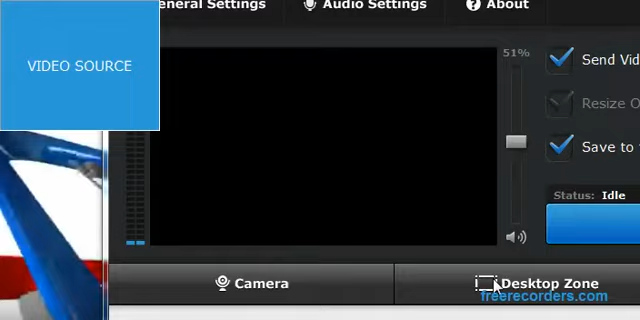 eneral Settings
Audio Settings
About
VIDEO SOURCE
51%
Send Vid
Resize O
Save to
Status: Idle
Camera
Desktop Zone
freerecorders.com